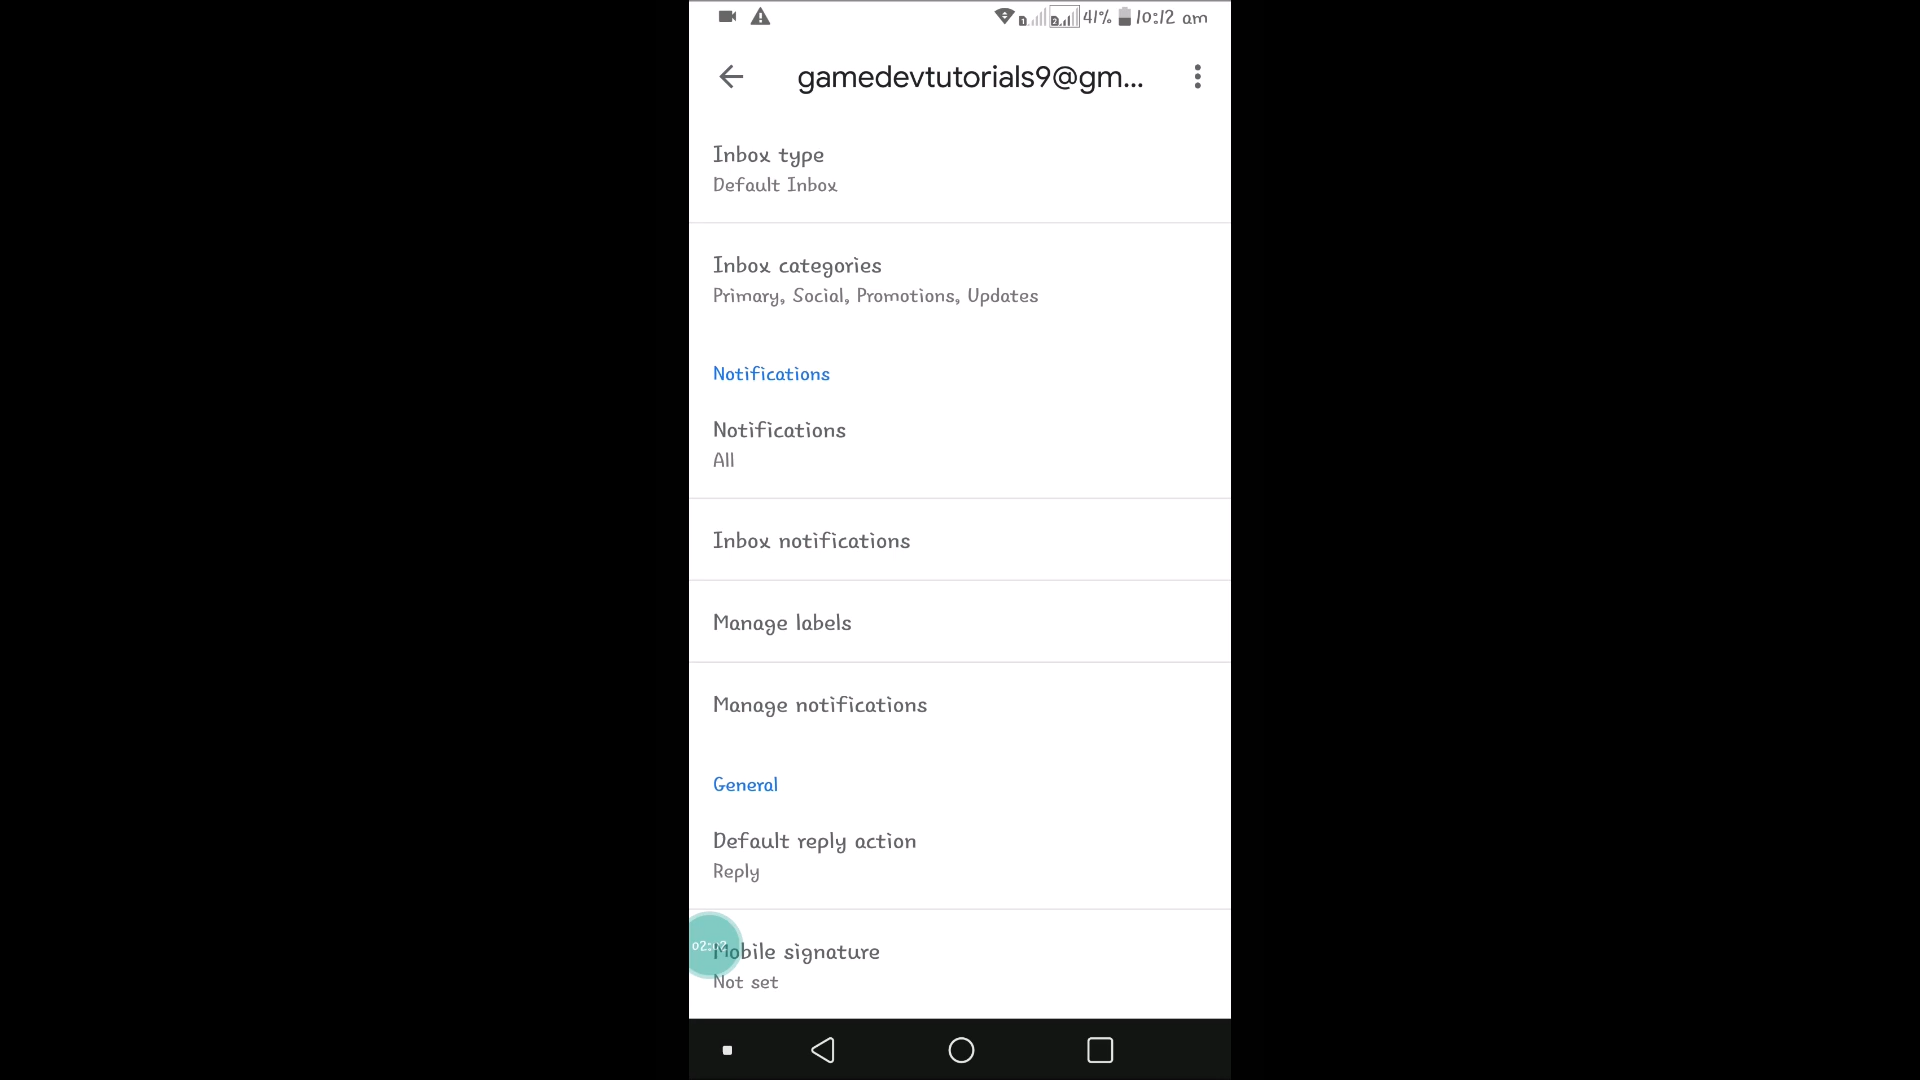 41% 10:12 am
gamedevtutorials9@gm...
Inbox type
Default Inbox
Inbox categories
Primary, Social, Promotions, Updates
Notifications
Notifications
All
Inbox notifications
Manage labels
Manage notifications
General
Default reply action
Reply
Mobile signature
Not set